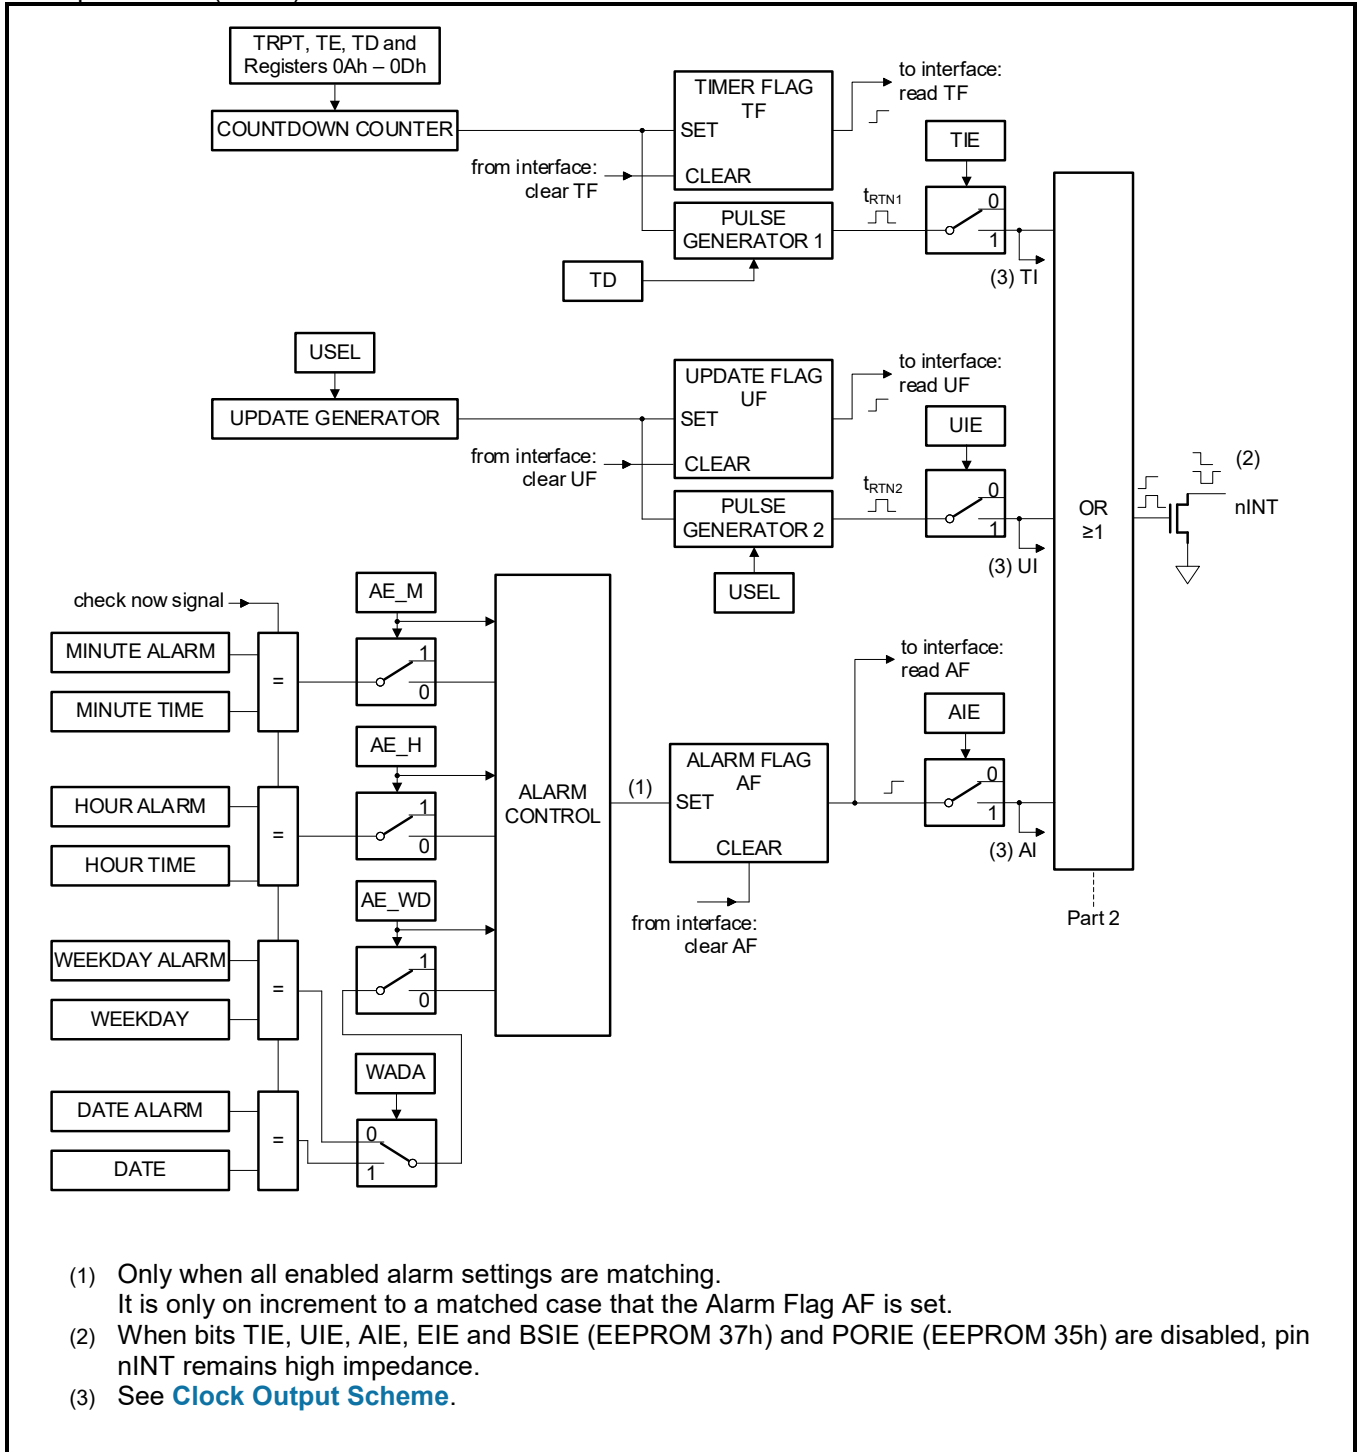 TRPT, TE, TD and
Registers 0Ah – 0Dh
COUNTDOWN COUNTER
from interface:
clear TF
TIMER FLAG
TF
SET
CLEAR
to interface:
read TF
PULSE
GENERATOR 1
TD
tRTN1
TIE
0
1
(3) TI
USEL
UPDATE GENERATOR
from interface:
clear UF
UPDATE FLAG
UF
SET
CLEAR
to interface:
read UF
PULSE
GENERATOR 2
USEL
tRTN2
UIE
0
1
(3) UI
OR
≥1
Part 2
(2)
nINT
check now signal
MINUTE ALARM
MINUTE TIME
=
AE_M
1
0
HOUR ALARM
HOUR TIME
=
AE_H
1
0
WEEKDAY ALARM
WEEKDAY
=
AE_WD
1
0
DATE ALARM
DATE
=
WADA
0
1
ALARM
CONTROL
(1)
ALARM FLAG
AF
SET
CLEAR
from interface:
clear AF
to interface:
read AF
AIE
0
1
(3) AI
(1) Only when all enabled alarm settings are matching.
It is only on increment to a matched case that the Alarm Flag AF is set.
(2) When bits TIE, UIE, AIE, EIE and BSIE (EEPROM 37h) and PORIE (EEPROM 35h) are disabled, pin
nINT remains high impedance.
(3) See Clock Output Scheme.